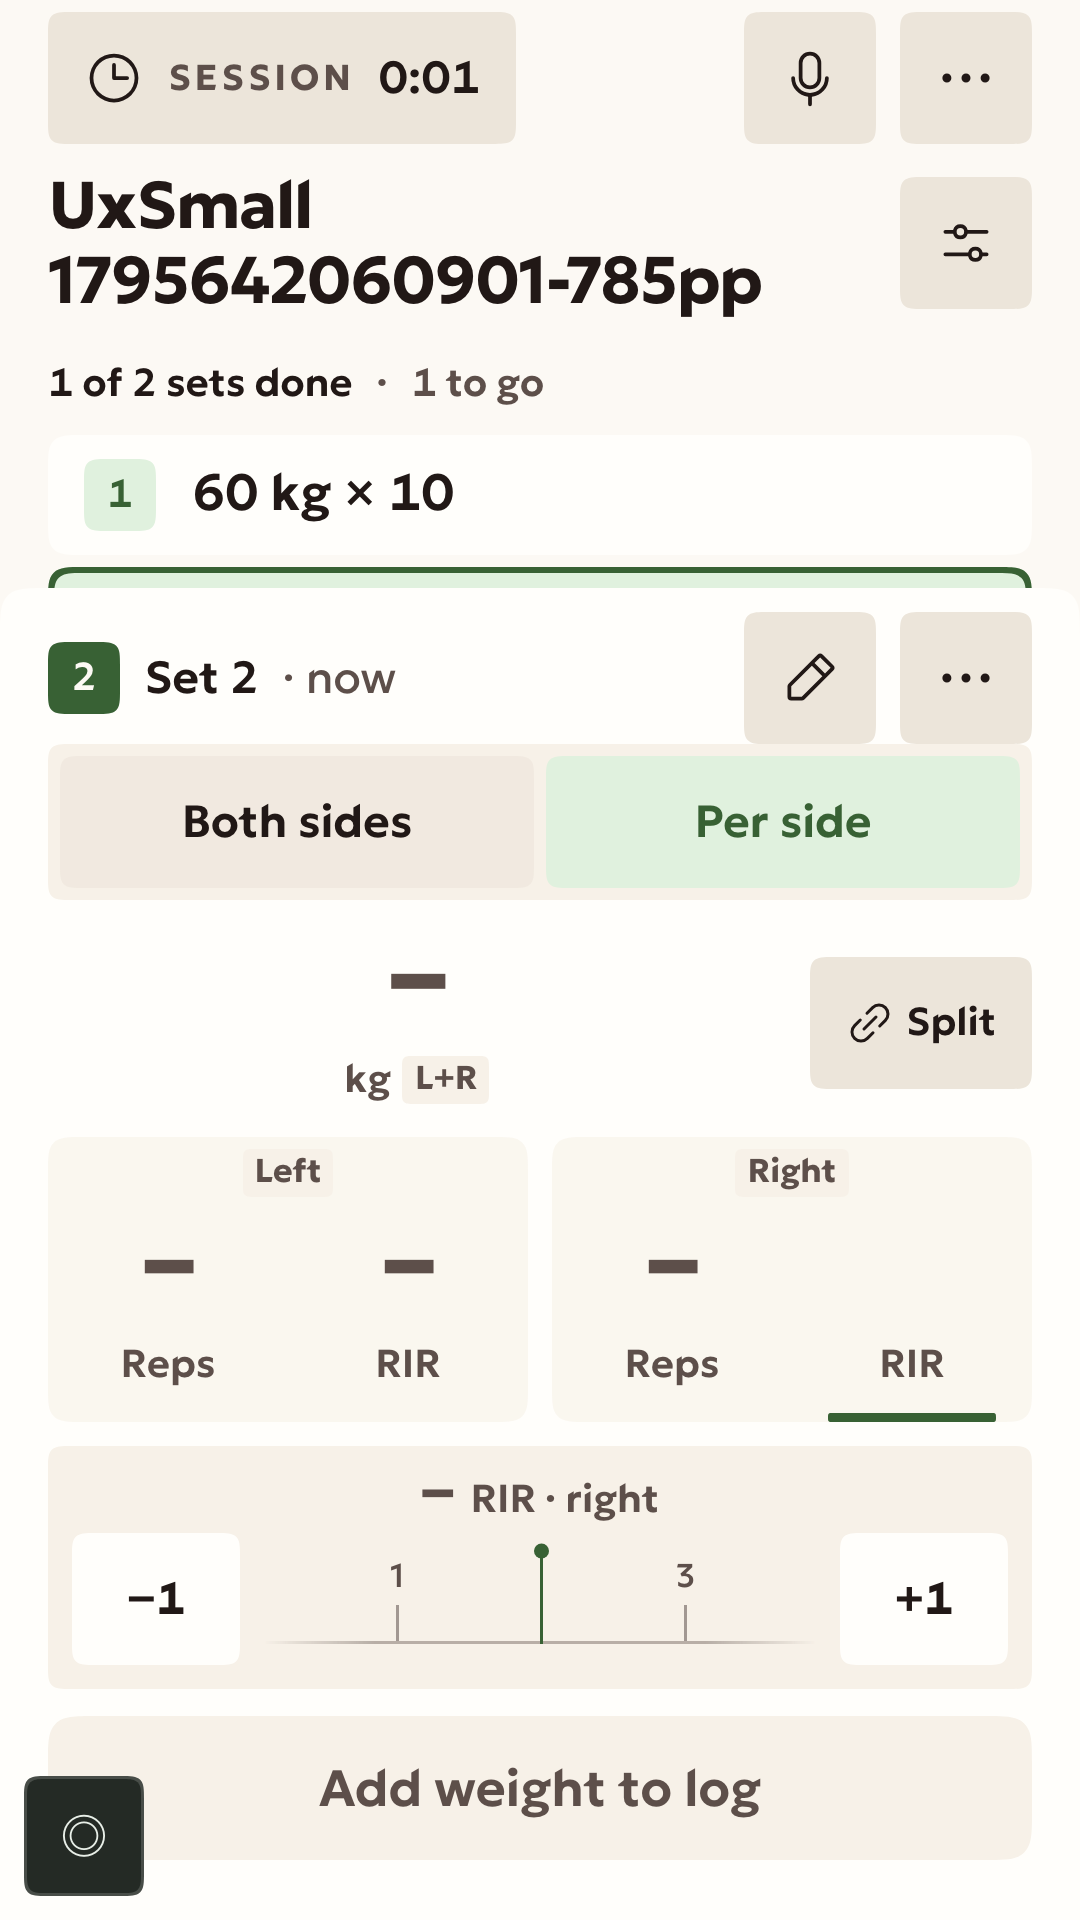 SESSION 0:01
UxSmall
1795642060901-785pp
1 of 2 sets done · 1 to go
1 60 kg × 10
2 Set 2 · now
Both sides Per side
–
kg L+R Split
Left Right
– – –
Reps RIR Reps RIR
– RIR · right
−1 1 3 +1
Add weight to log